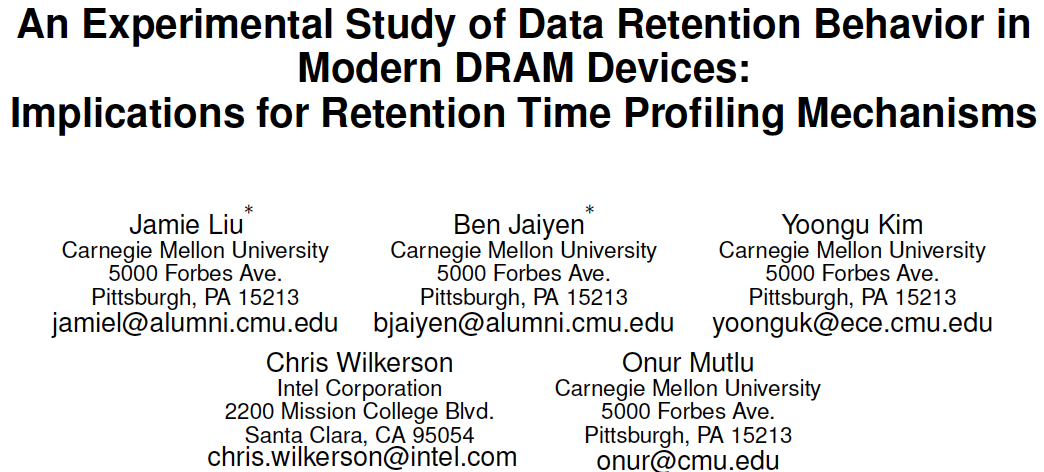 An Experimental Study of Data Retention Behavior in
Modern DRAM Devices:
Implications for Retention Time Profiling Mechanisms
Jamie Liu*
Carnegie Mellon University
5000 Forbes Ave.
Pittsburgh, PA 15213
jamiel@alumni.cmu.edu
Ben Jaiyen*
Carnegie Mellon University
5000 Forbes Ave.
Pittsburgh, PA 15213
bjaiyen@alumni.cmu.edu
Yoongu Kim
Carnegie Mellon University
5000 Forbes Ave.
Pittsburgh, PA 15213
yoonguk@ece.cmu.edu
Chris Wilkerson
Intel Corporation
2200 Mission College Blvd.
Santa Clara, CA 95054
chris.wilkerson@intel.com
Onur Mutlu
Carnegie Mellon University
5000 Forbes Ave.
Pittsburgh, PA 15213
onur@cmu.edu